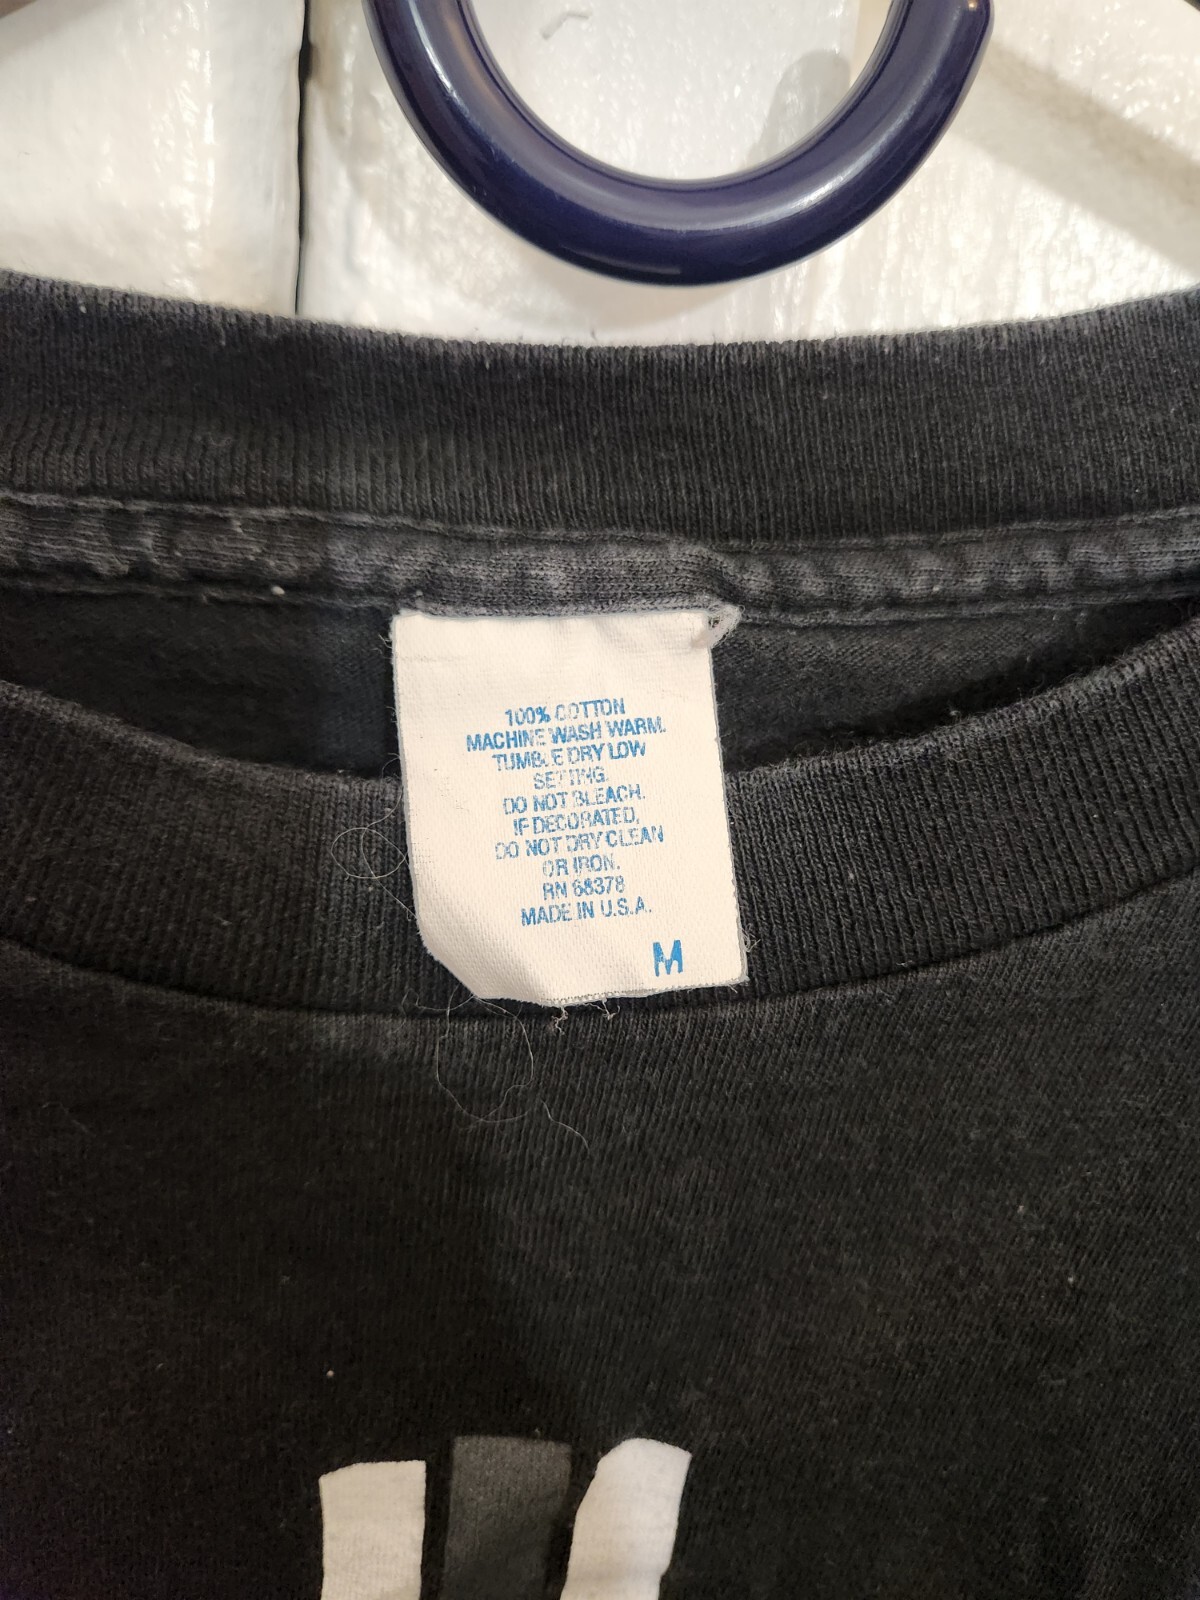 100% COTTON
MACHINE WASH WARM.
TUMBLE DRY LOW
SETTING.
DO NOT BLEACH.
IF DECORATED,
DO NOT DRY CLEAN
OR IRON.
RN 68378
MADE IN U.S.A.
M